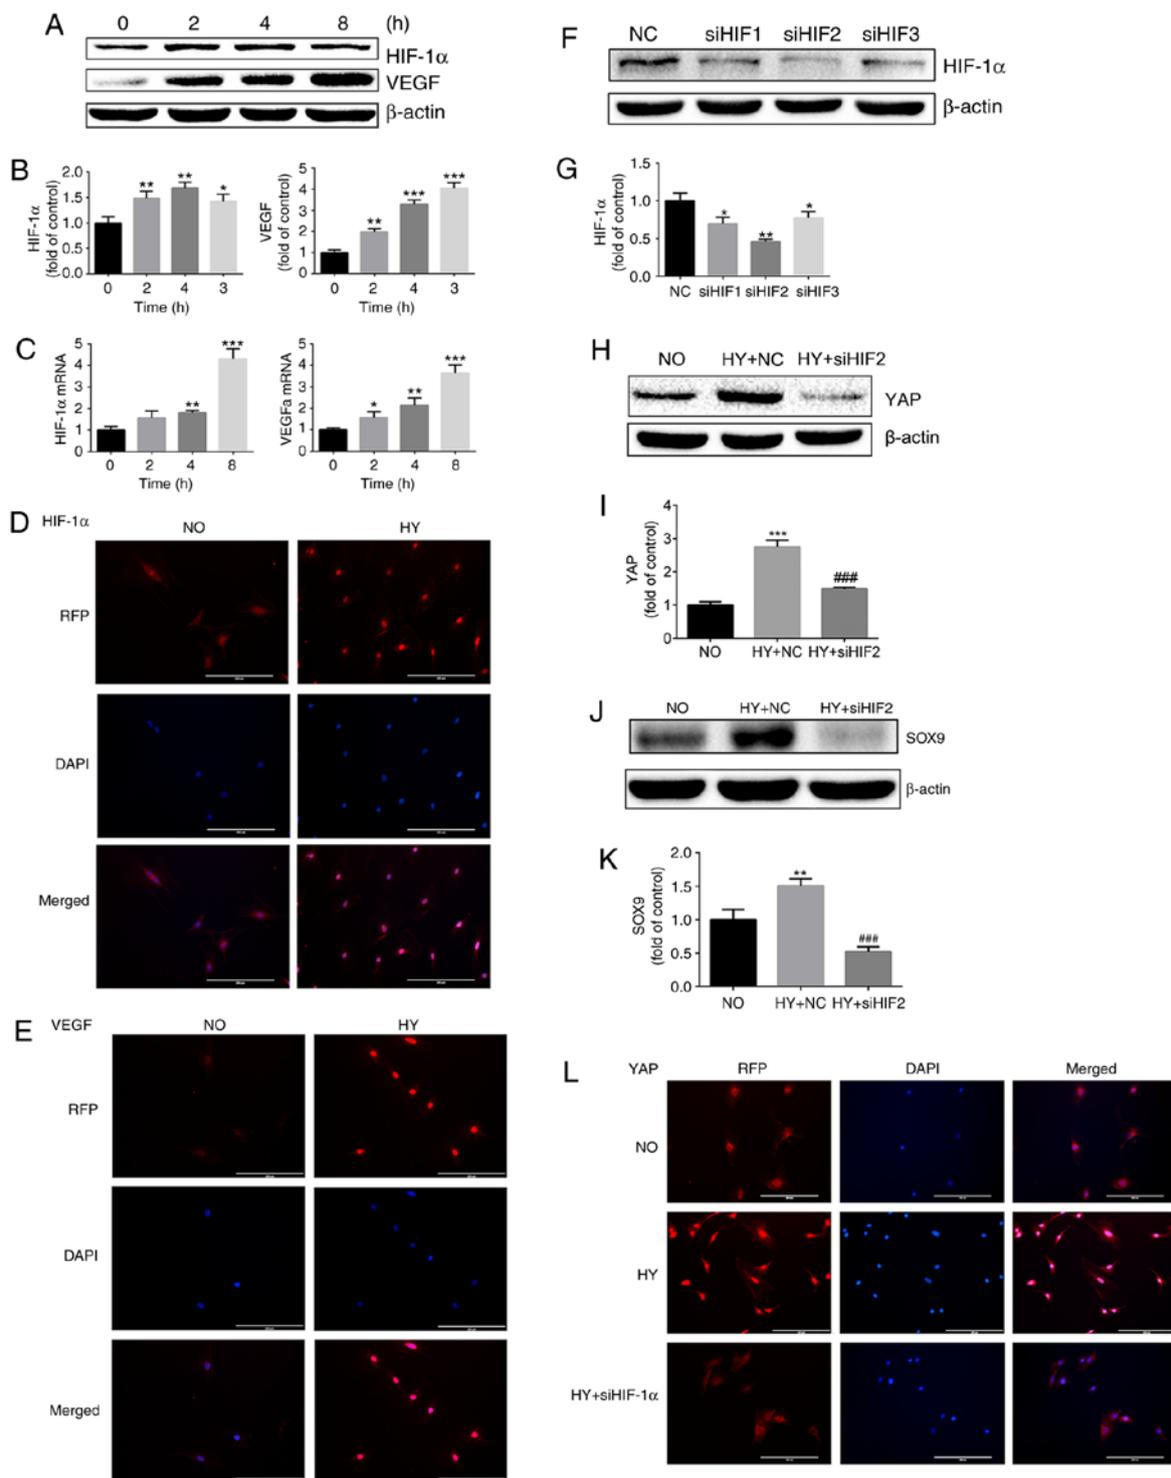 A
0 2 4 8 (h)
HIF-1α
VEGF
β-actin
B
HIF-1α
(fold of control)
2.0
1.5
1.0
0.5
0.0
** ** *
0 2 4 3
Time (h)
VEGF
(fold of control)
5
4
3
2
1
0
** *** ***
0 2 4 3
Time (h)
C
HIF-1α mRNA
5
4
3
2
1
0
** ***
0 2 4 8
Time (h)
VEGFa mRNA
5
4
3
2
1
0
* ** ***
0 2 4 8
Time (h)
D
HIF-1α
NO HY
RFP
DAPI
Merged
E
VEGF
NO HY
RFP
DAPI
Merged
F
NC siHIF1 siHIF2 siHIF3
HIF-1α
β-actin
G
HIF-1α
(fold of control)
1.5
1.0
0.5
0.0
* ** *
NC siHIF1 siHIF2 siHIF3
H
NO HY+NC HY+siHIF2
YAP
β-actin
I
YAP
(fold of control)
4
3
2
1
0
*** ###
NO HY+NC HY+siHIF2
J
NO HY+NC HY+siHIF2
SOX9
β-actin
K
SOX9
(fold of control)
2.0
1.5
1.0
0.5
0.0
** ###
NO HY+NC HY+siHIF2
L
YAP RFP DAPI Merged
NO
HY
HY+siHIF-1α